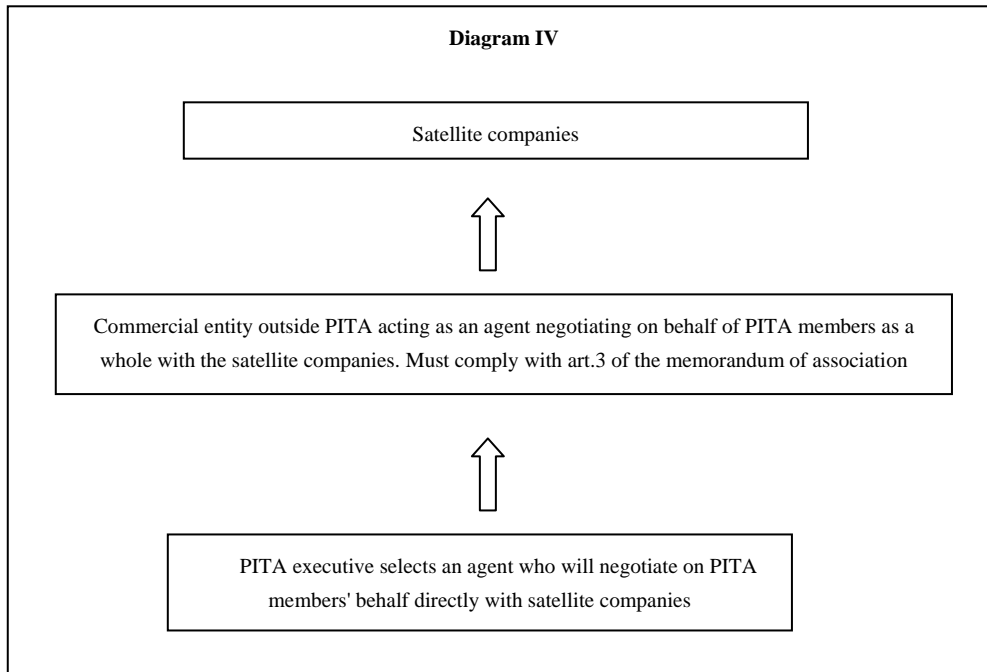 Diagram IV
Satellite companies
Commercial entity outside PITA acting as an agent negotiating on behalf of PITA members as a
whole with the satellite companies. Must comply with art.3 of the memorandum of association
PITA executive selects an agent who will negotiate on PITA
members' behalf directly with satellite companies